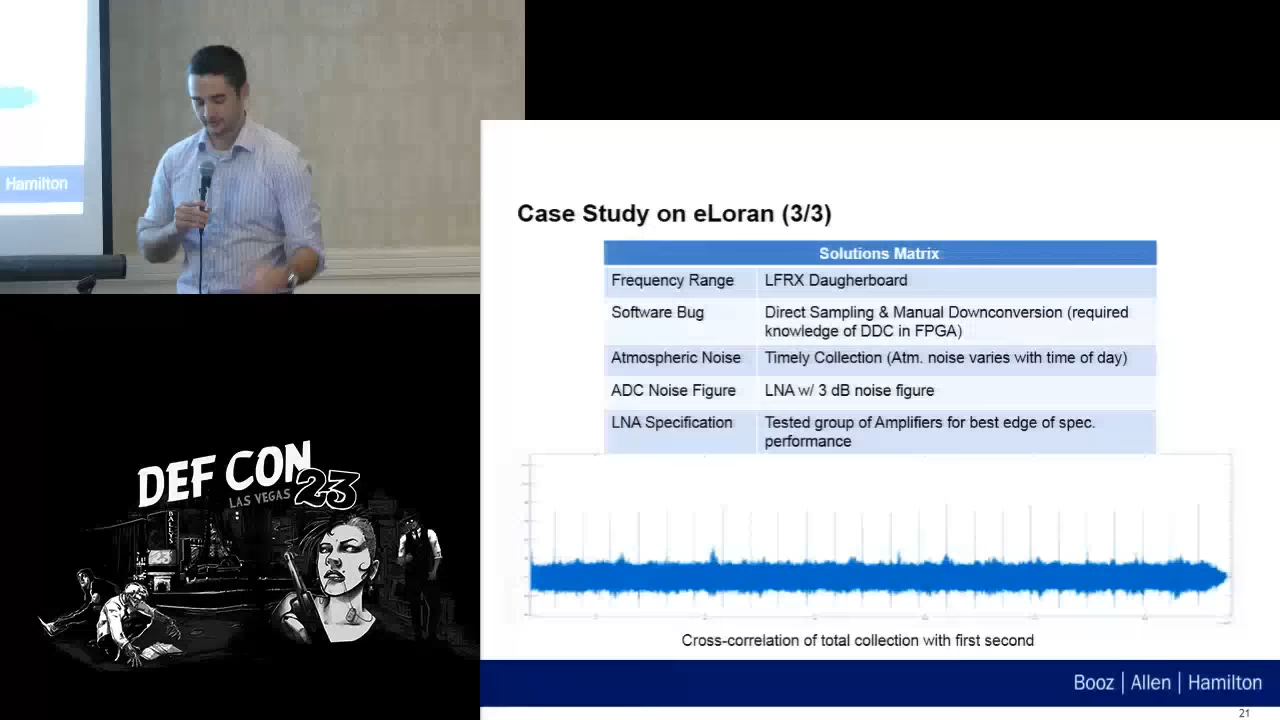 Hamilton
Case Study on eLoran (3/3)
Solutions Matrix
Frequency Range LFRX Daugherboard
Software Bug Direct Sampling & Manual Downconversion (required
knowledge of DDC in FPGA)
Atmospheric Noise Timely Collection (Atm. noise varies with time of day)
ADC Noise Figure LNA w/ 3 dB noise figure
LNA Specification Tested group of Amplifiers for best edge of spec.
performance
Cross-correlation of total collection with first second
Booz | Allen | Hamilton
21
DEF CON
LAS VEGAS 23
BALLY'S